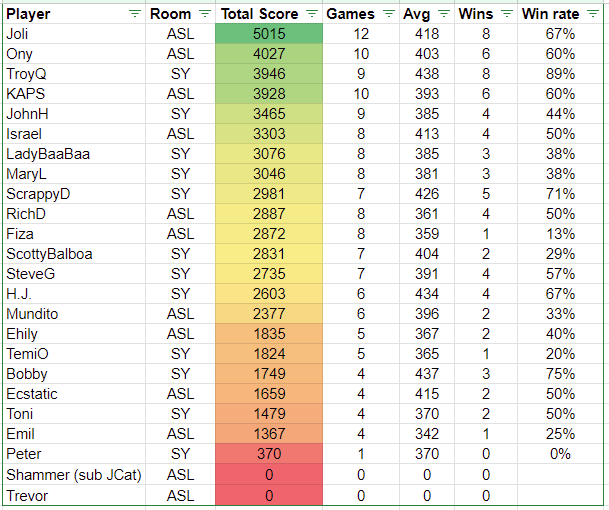 Player Room Total Score Games Avg Wins Win rate
Joli ASL 5015 12 418 8 67%
Ony ASL 4027 10 403 6 60%
TroyQ SY 3946 9 438 8 89%
KAPS ASL 3928 10 393 6 60%
JohnH SY 3465 9 385 4 44%
Israel ASL 3303 8 413 4 50%
LadyBaaBaa SY 3076 8 385 3 38%
MaryL SY 3046 8 381 3 38%
ScrappyD SY 2981 7 426 5 71%
RichD ASL 2887 8 361 4 50%
Fiza ASL 2872 8 359 1 13%
ScottyBalboa SY 2831 7 404 2 29%
SteveG SY 2735 7 391 4 57%
H.J. SY 2603 6 434 4 67%
Mundito ASL 2377 6 396 2 33%
Ehily ASL 1835 5 367 2 40%
TemiO SY 1824 5 365 1 20%
Bobby SY 1749 4 437 3 75%
Ecstatic ASL 1659 4 415 2 50%
Toni SY 1479 4 370 2 50%
Emil ASL 1367 4 342 1 25%
Peter SY 370 1 370 0 0%
Shammer (sub JCat) ASL 0 0 0 0
Trevor ASL 0 0 0 0